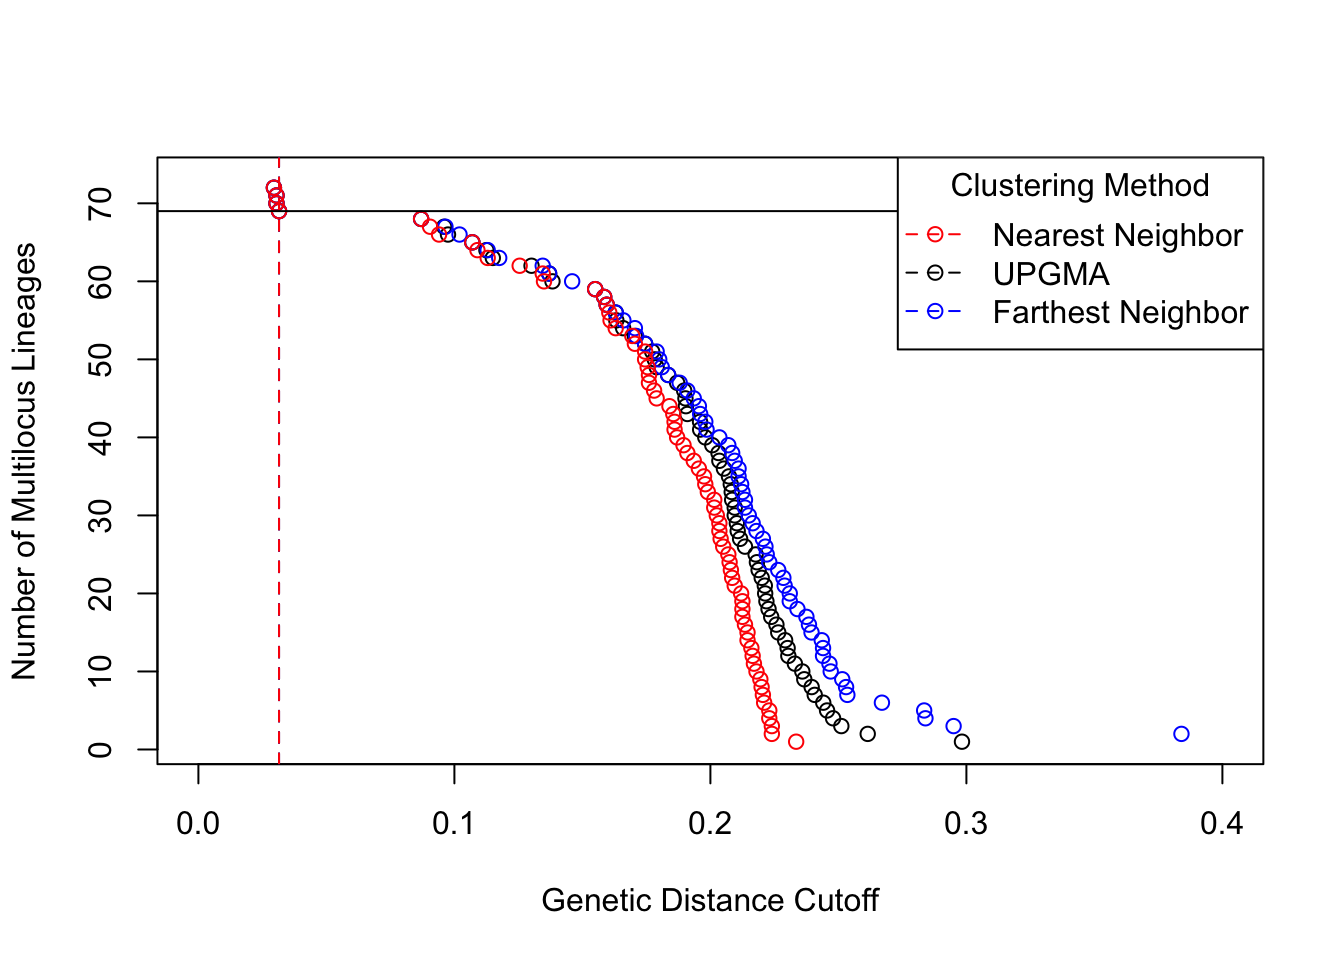 Clustering Method
Nearest Neighbor
UPGMA
Farthest Neighbor
Number of Multilocus Lineages
70
60
50
40
30
20
10
0
0.0 0.1 0.2 0.3 0.4
Genetic Distance Cutoff